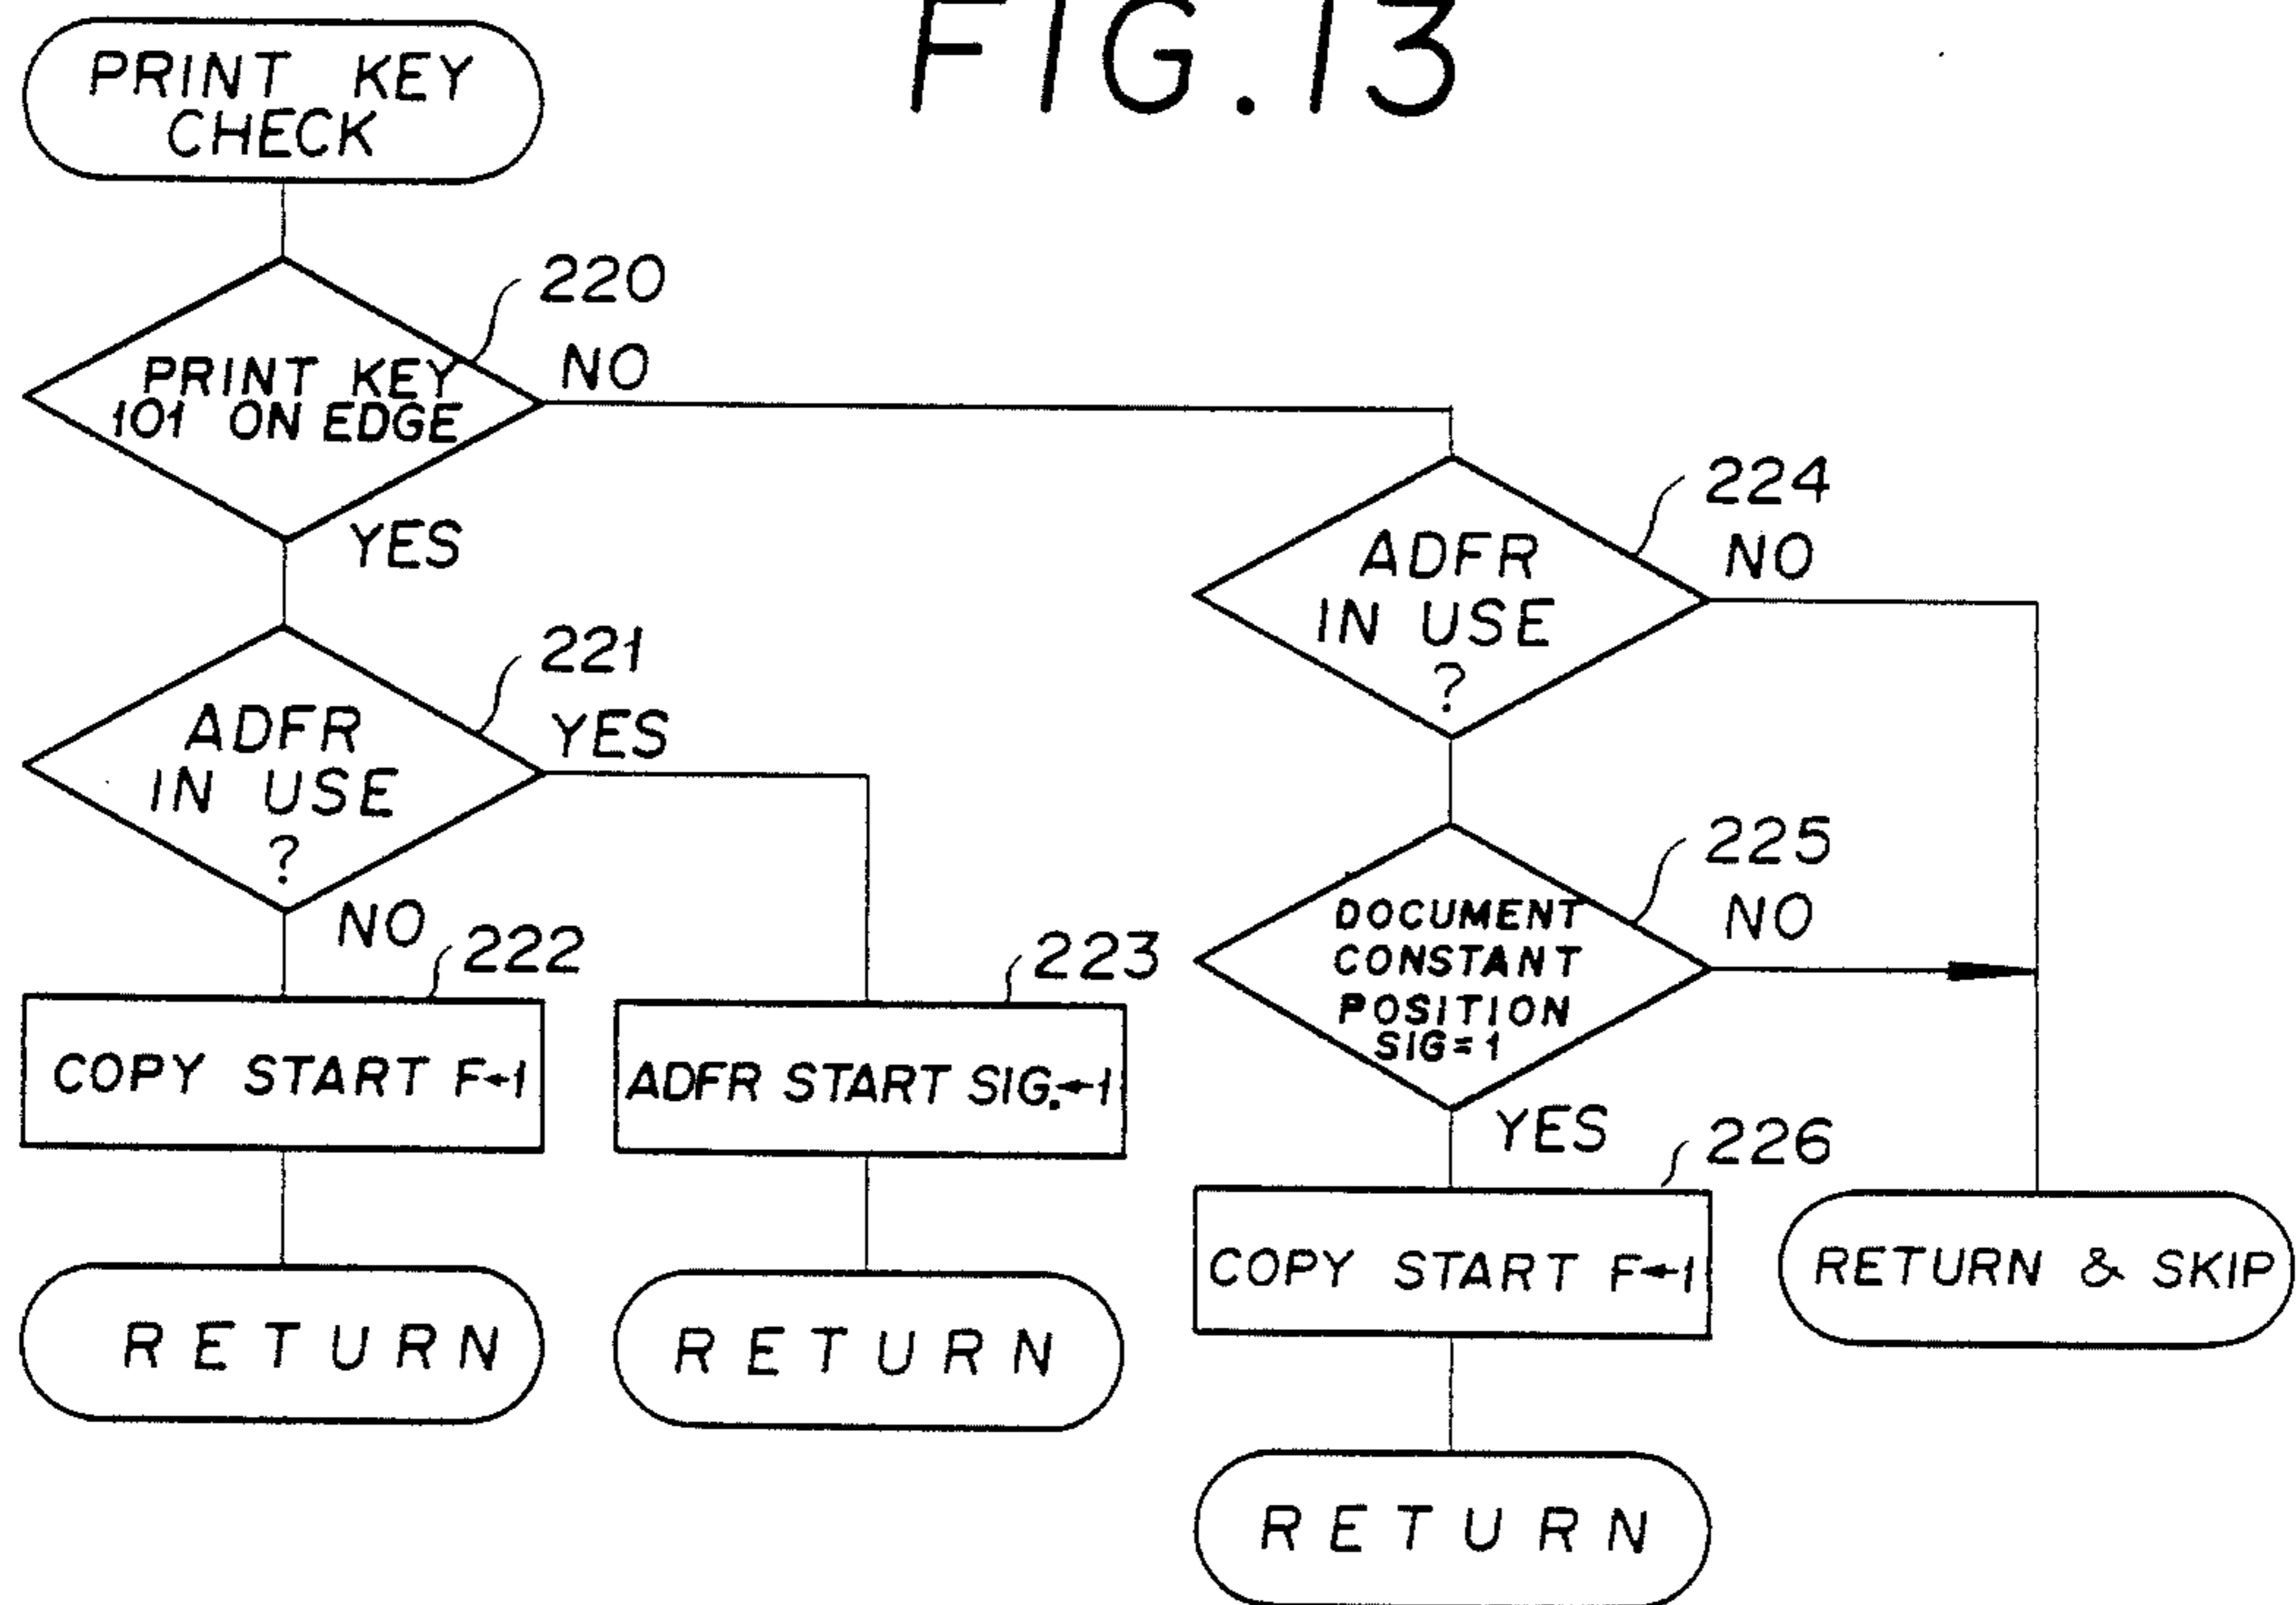 FIG.13
PRINT KEY
CHECK
220
PRINT KEY
101 ON EDGE
NO
YES
221
ADFR
IN USE
?
YES
NO
222
COPY START F←1
RETURN
223
ADFR START SIG.←1
RETURN
224
ADFR
IN USE
?
NO
225
DOCUMENT
CONSTANT
POSITION
SIG=1
NO
YES
226
COPY START F←1
RETURN
RETURN & SKIP